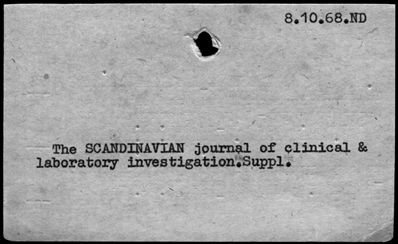 8.10.68.ND
The SCANDINAVIAN journal of clinical &
laboratory investigation.Suppl.